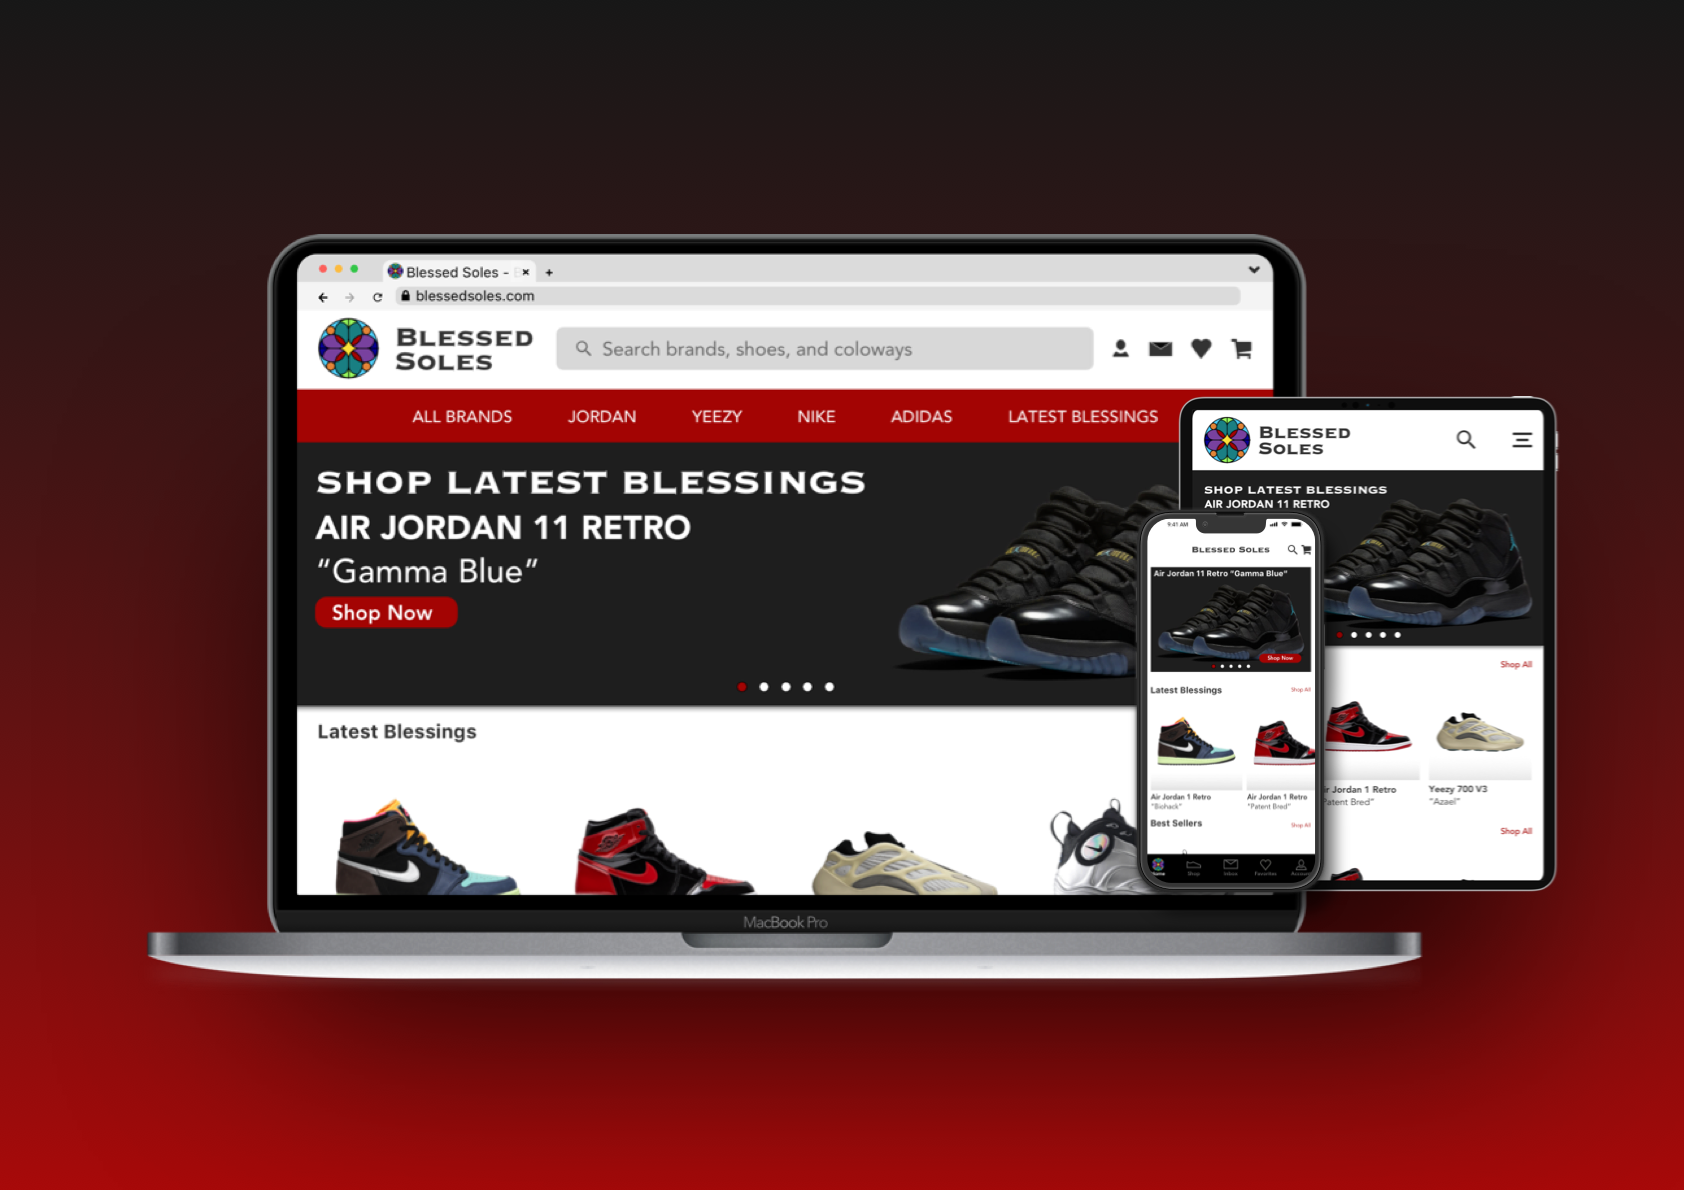 Blessed Soles -
blessedsoles.com
BLESSED
SOLES
Search brands, shoes, and coloways
ALL BRANDS
JORDAN
YEEZY
NIKE
ADIDAS
LATEST BLESSINGS
SHOP LATEST BLESSINGS
AIR JORDAN 11 RETRO
“Gamma Blue”
Shop Now
Latest Blessings
MacBook Pro
BLESSED
SOLES
SHOP LATEST BLESSINGS
AIR JORDAN 11 RETRO
Shop All
ir Jordan 1 Retro
Patent Bred”
Yeezy 700 V3
“Azael”
Shop All
9:41 AM
BLESSED SOLES
Air Jordan 11 Retro “Gamma Blue”
Shop Now
Latest Blessings
Shop All
Air Jordan 1 Retro
“Biohack”
Air Jordan 1 Retro
“Patent Bred”
Best Sellers
Shop All
Home
Shop
Inbox
Favorites
Account